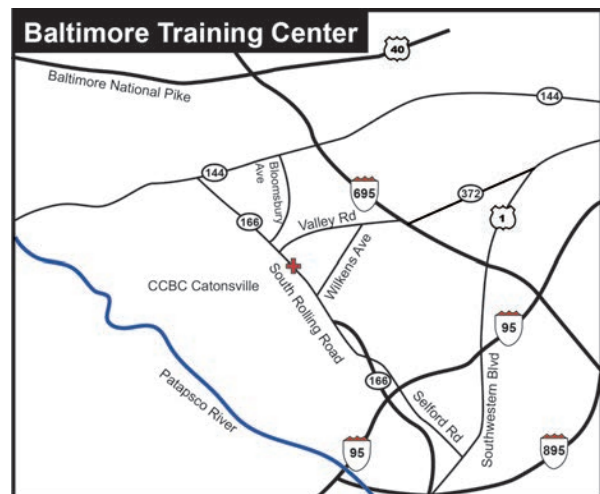 Baltimore Training Center
40
Baltimore National Pike
144
144
Bloomsbury
Ave
695
372
166
Valley Rd
1
Wilkens Ave
CCBC Catonsville
South Rolling Road
95
166
Patapsco River
Selford Rd
Southwestern Blvd
95
895